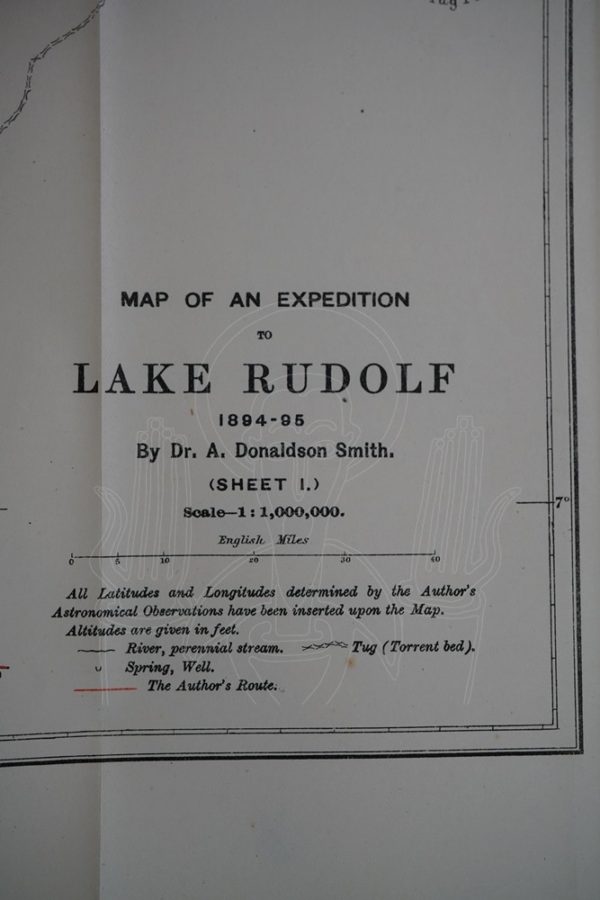 MAP OF AN EXPEDITION
TO
LAKE RUDOLF
1894-95
By Dr. A. Donaldson Smith.
(SHEET I.)
Scale—1:1,000,000.
English Miles
0 5 10 20 30 40
7°
All Latitudes and Longitudes determined by the Author's
Astronomical Observations have been inserted upon the Map.
Altitudes are given in feet.
River, perennial stream. Tug (Torrent bed).
Spring, Well.
The Author's Route.